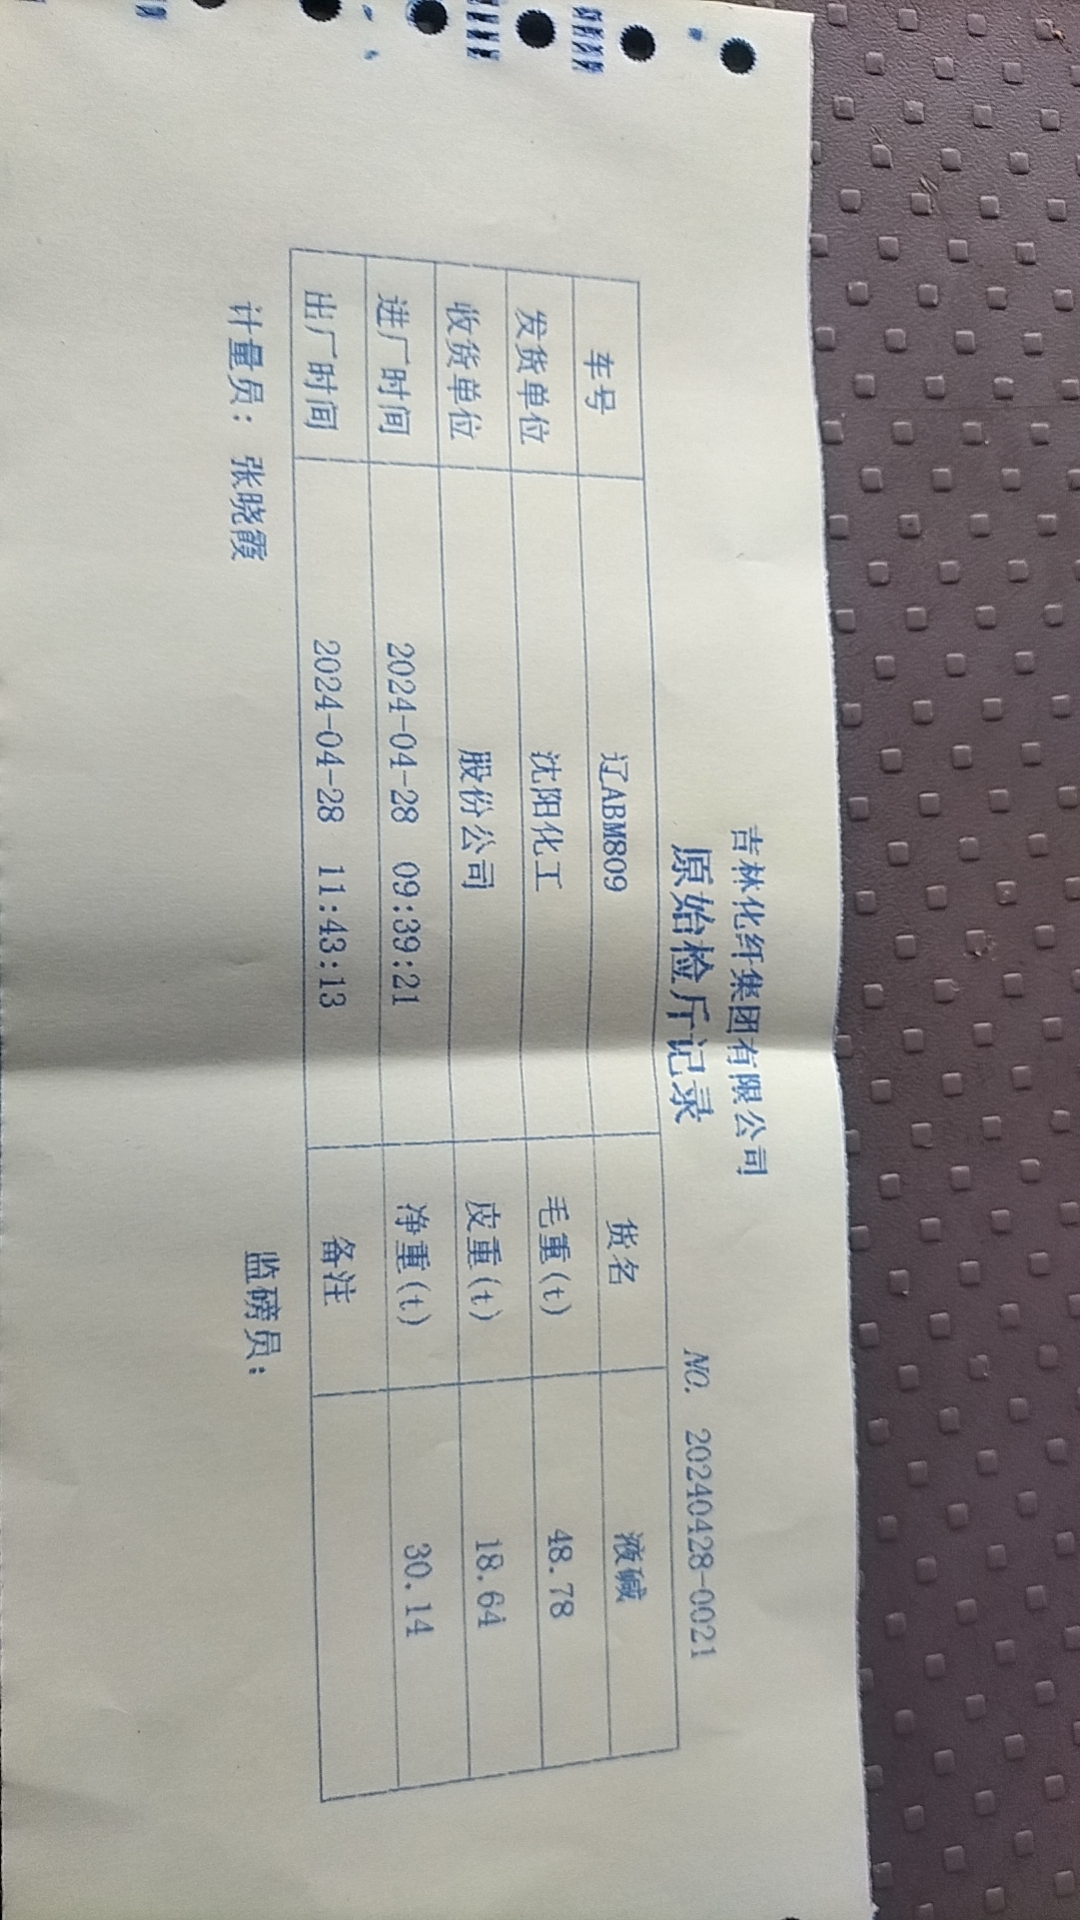 吉林化纤集团有限公司
原始检斤记录
NO. 20240428-0021
车号 辽ABM809 货名 液碱
发货单位 沈阳化工 毛重(t) 48.78
收货单位 股份公司 皮重(t) 18.64
进厂时间 2024-04-28 09:39:21 净重(t) 30.14
出厂时间 2024-04-28 11:43:13 备注
计量员: 张晓霞 监磅员: